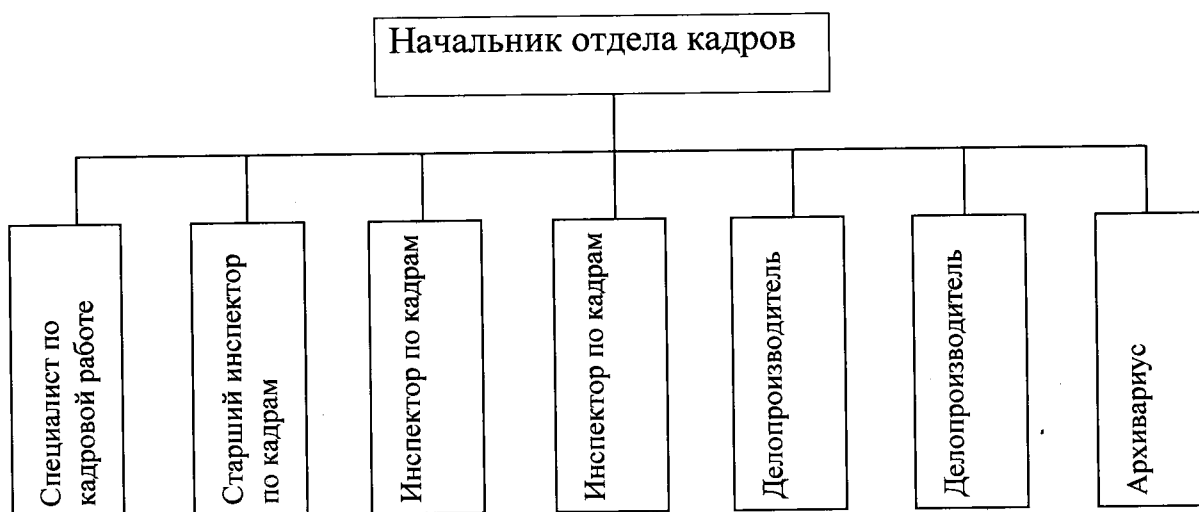 Начальник отдела кадров
Специалист по
кадровой работе
Старший инспектор
по кадрам
Инспектор по кадрам
Инспектор по кадрам
Делопроизводитель
Делопроизводитель
Архивариус